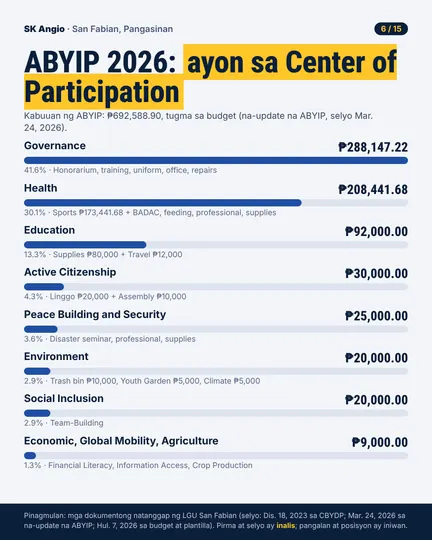 SK Angio · San Fabian, Pangasinan
6 / 15
ABYIP 2026: ayon sa Center of
Participation
Kabuuan ng ABYIP: ₱692,588.90, tugma sa budget (na-update na ABYIP, selyo Mar.
24, 2026).
Governance
₱288,147.22
41.6% · Honorarium, training, uniform, office, repairs
Health
₱208,441.68
30.1% · Sports ₱173,441.68 + BADAC, feeding, professional, supplies
Education
₱92,000.00
13.3% · Supplies ₱80,000 + Travel ₱12,000
Active Citizenship
₱30,000.00
4.3% · Linggo ₱20,000 + Assembly ₱10,000
Peace Building and Security
₱25,000.00
3.6% · Disaster seminar, professional, supplies
Environment
₱20,000.00
2.9% · Trash bin ₱10,000, Youth Garden ₱5,000, Climate ₱5,000
Social Inclusion
₱20,000.00
2.9% · Team-Building
Economic, Global Mobility, Agriculture
₱9,000.00
1.3% · Financial Literacy, Information Access, Crop Production
Pinagmulan: mga dokumentong natanggap ng LGU San Fabian (selyo: Dis. 18, 2023 sa CBYDP; Mar. 24, 2026 sa
na-update na ABYIP; Hul. 7, 2026 sa budget at plantilla). Pirma at selyo ay inalis; pangalan at posisyon ay iniwan.